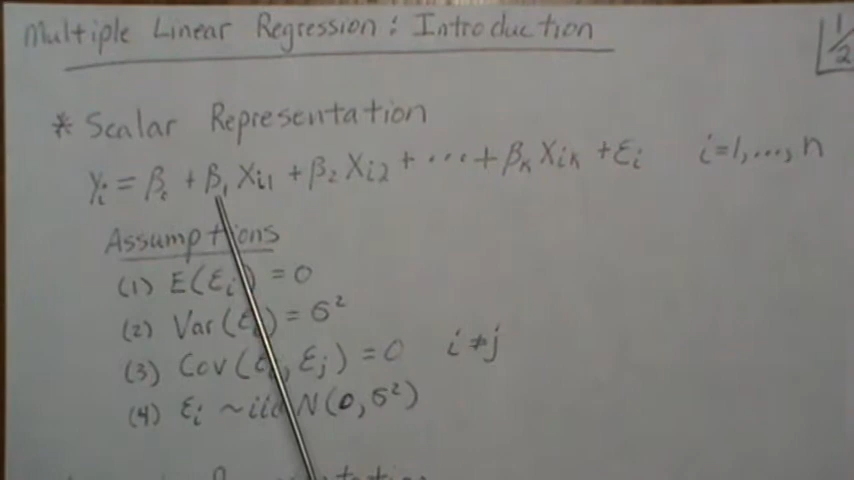 Multiple Linear Regression: Introduction
1/2
* Scalar Representation
Yi = β0 + β1 Xi1 + β2 Xi2 + ... + βk Xik + εi i=1,...,n
Assumptions
(1) E(εi) = 0
(2) Var(εi) = σ²
(3) Cov(εi, εj) = 0 i ≠ j
(4) εi ~ iid N(0, σ²)